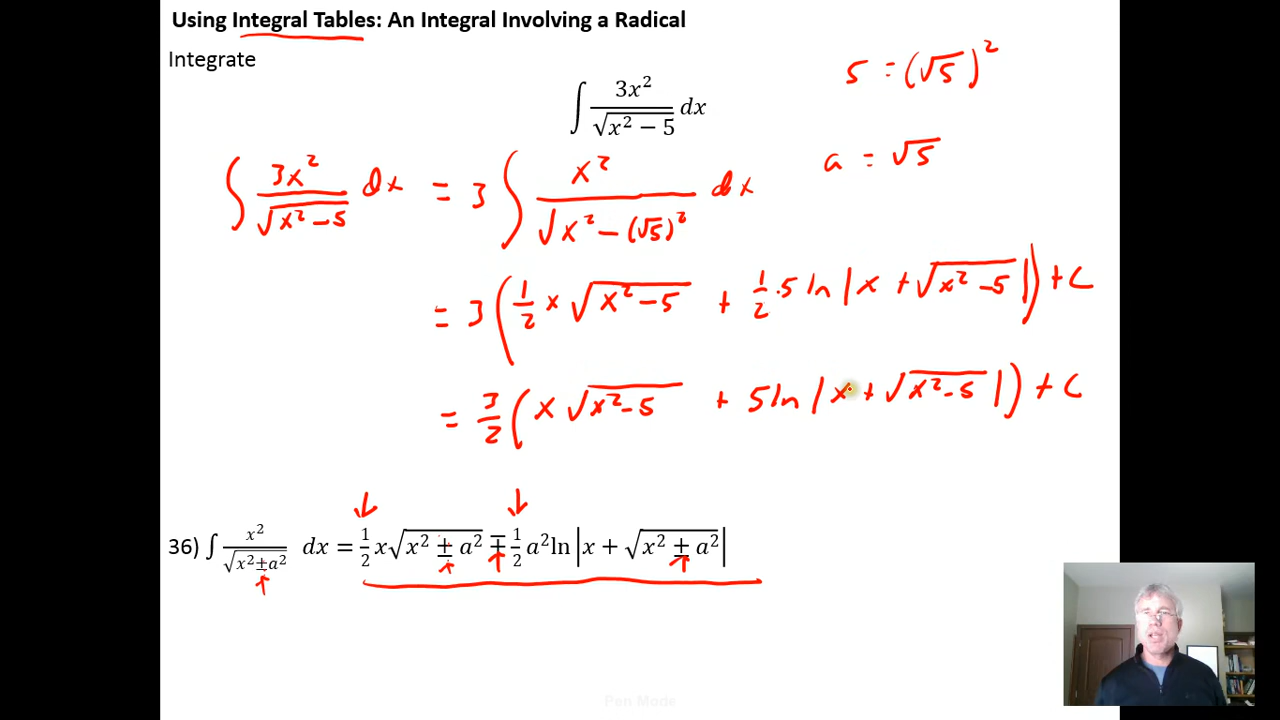 Using Integral Tables: An Integral Involving a Radical
Integrate
∫ 3x²/√(x² − 5) dx
5 = (√5)²
a = √5
∫ 3x²/√(x² − 5) dx = 3 ∫ x²/√(x² − (√5)²) dx
= 3(1/2 x √(x² − 5) + 1/2 · 5 ln |x + √(x² − 5)|) + C
= 3/2 (x √(x² − 5) + 5 ln |x + √(x² − 5)|) + C
36) ∫ x²/√(x² ± a²) dx = 1/2 x√(x² ± a²) ∓ 1/2 a² ln |x + √(x² ± a²)|
Pen Mode